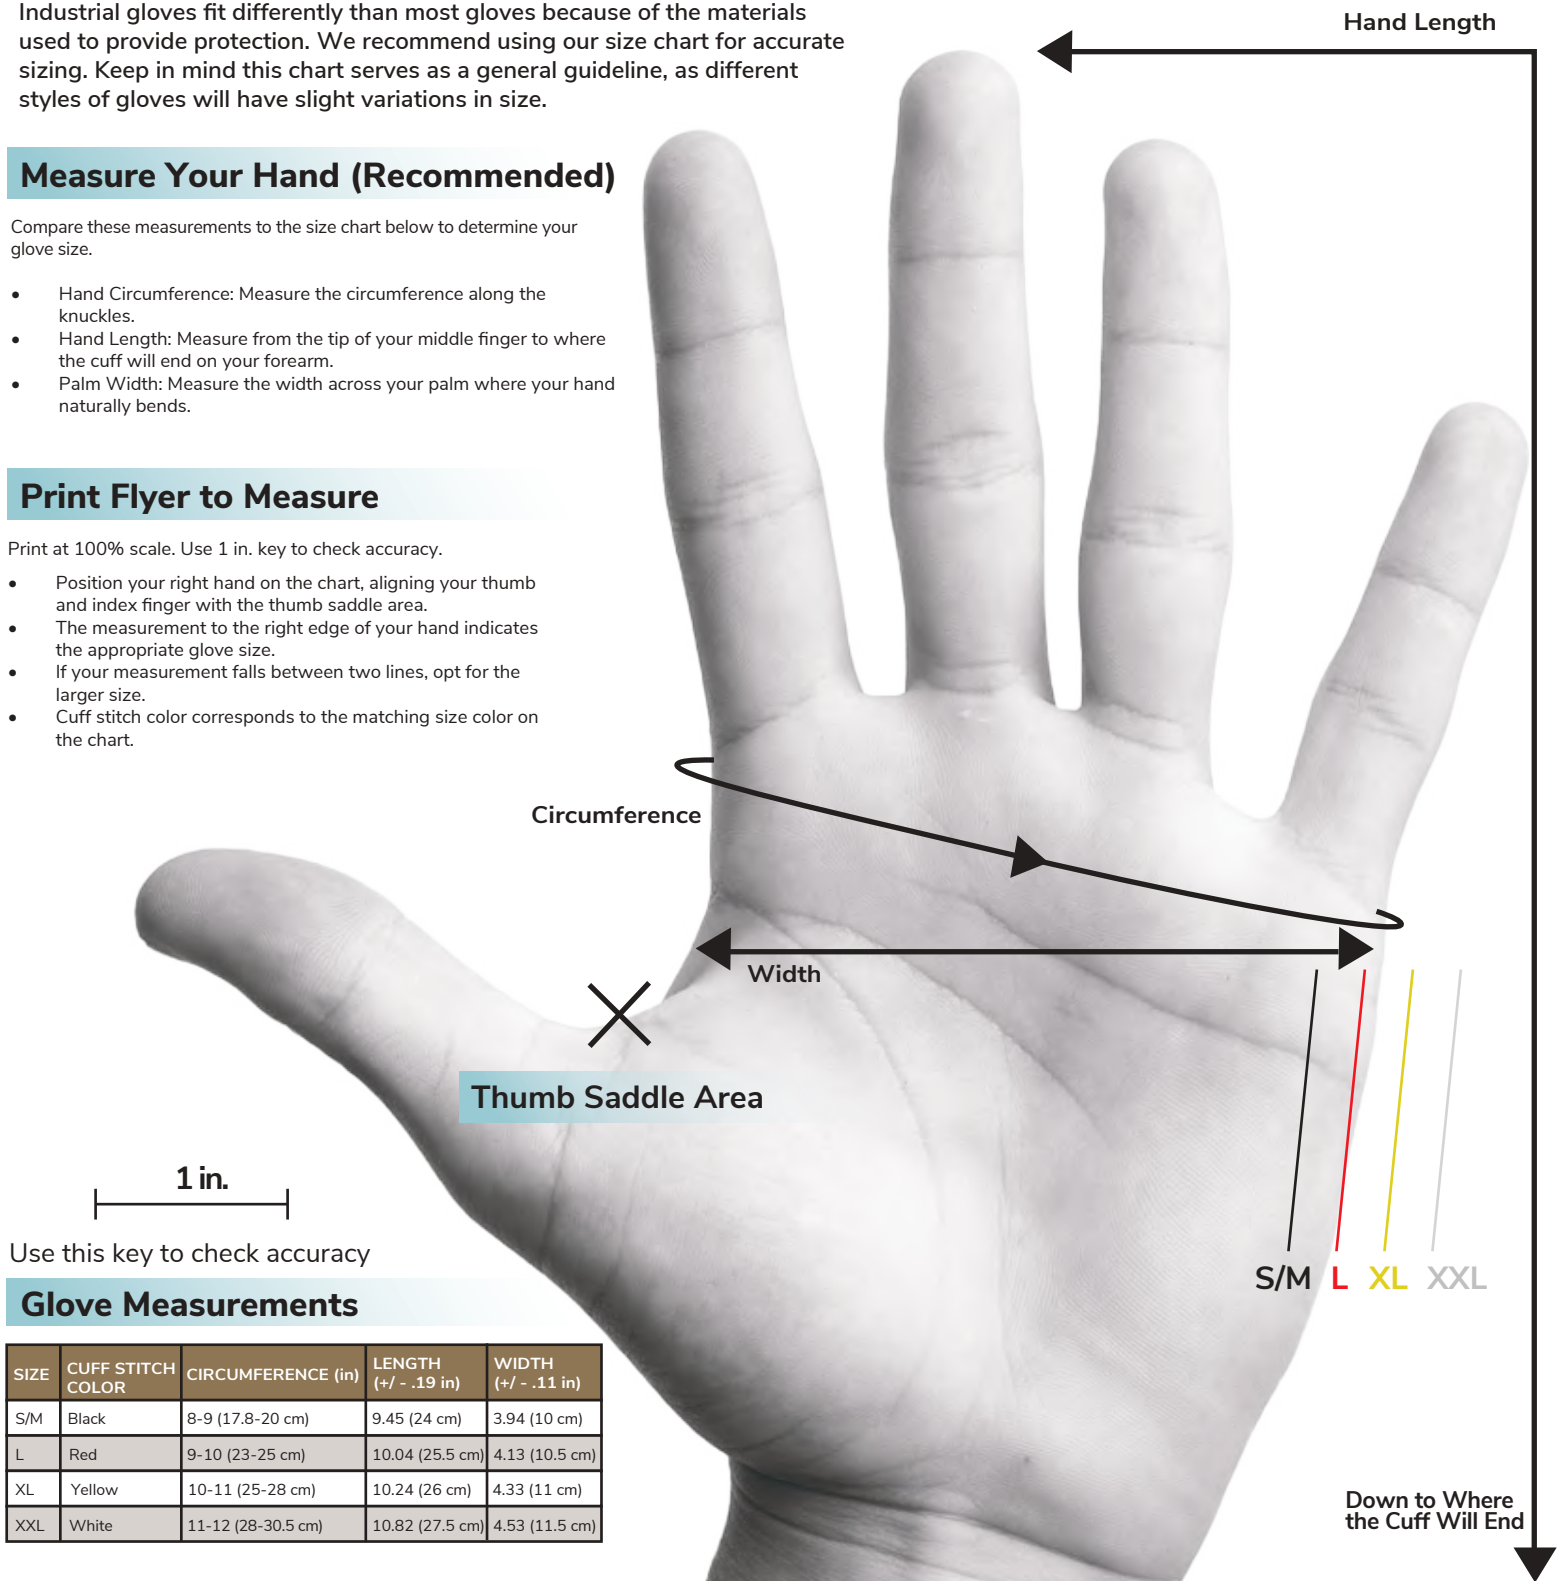 Industrial gloves fit differently than most gloves because of the materials
used to provide protection. We recommend using our size chart for accurate
sizing. Keep in mind this chart serves as a general guideline, as different
styles of gloves will have slight variations in size.
Hand Length
Measure Your Hand (Recommended)
Compare these measurements to the size chart below to determine your
glove size.
• Hand Circumference: Measure the circumference along the
knuckles.
• Hand Length: Measure from the tip of your middle finger to where
the cuff will end on your forearm.
• Palm Width: Measure the width across your palm where your hand
naturally bends.
Print Flyer to Measure
Print at 100% scale. Use 1 in. key to check accuracy.
• Position your right hand on the chart, aligning your thumb
and index finger with the thumb saddle area.
• The measurement to the right edge of your hand indicates
the appropriate glove size.
• If your measurement falls between two lines, opt for the
larger size.
• Cuff stitch color corresponds to the matching size color on
the chart.
Circumference
Width
Thumb Saddle Area
1 in.
Use this key to check accuracy
S/M L XL XXL
Glove Measurements
SIZE CUFF STITCH COLOR CIRCUMFERENCE (in) LENGTH (+/ - .19 in) WIDTH (+/ - .11 in)
S/M Black 8-9 (17.8-20 cm) 9.45 (24 cm) 3.94 (10 cm)
L Red 9-10 (23-25 cm) 10.04 (25.5 cm) 4.13 (10.5 cm)
XL Yellow 10-11 (25-28 cm) 10.24 (26 cm) 4.33 (11 cm)
XXL White 11-12 (28-30.5 cm) 10.82 (27.5 cm) 4.53 (11.5 cm)
Down to Where
the Cuff Will End